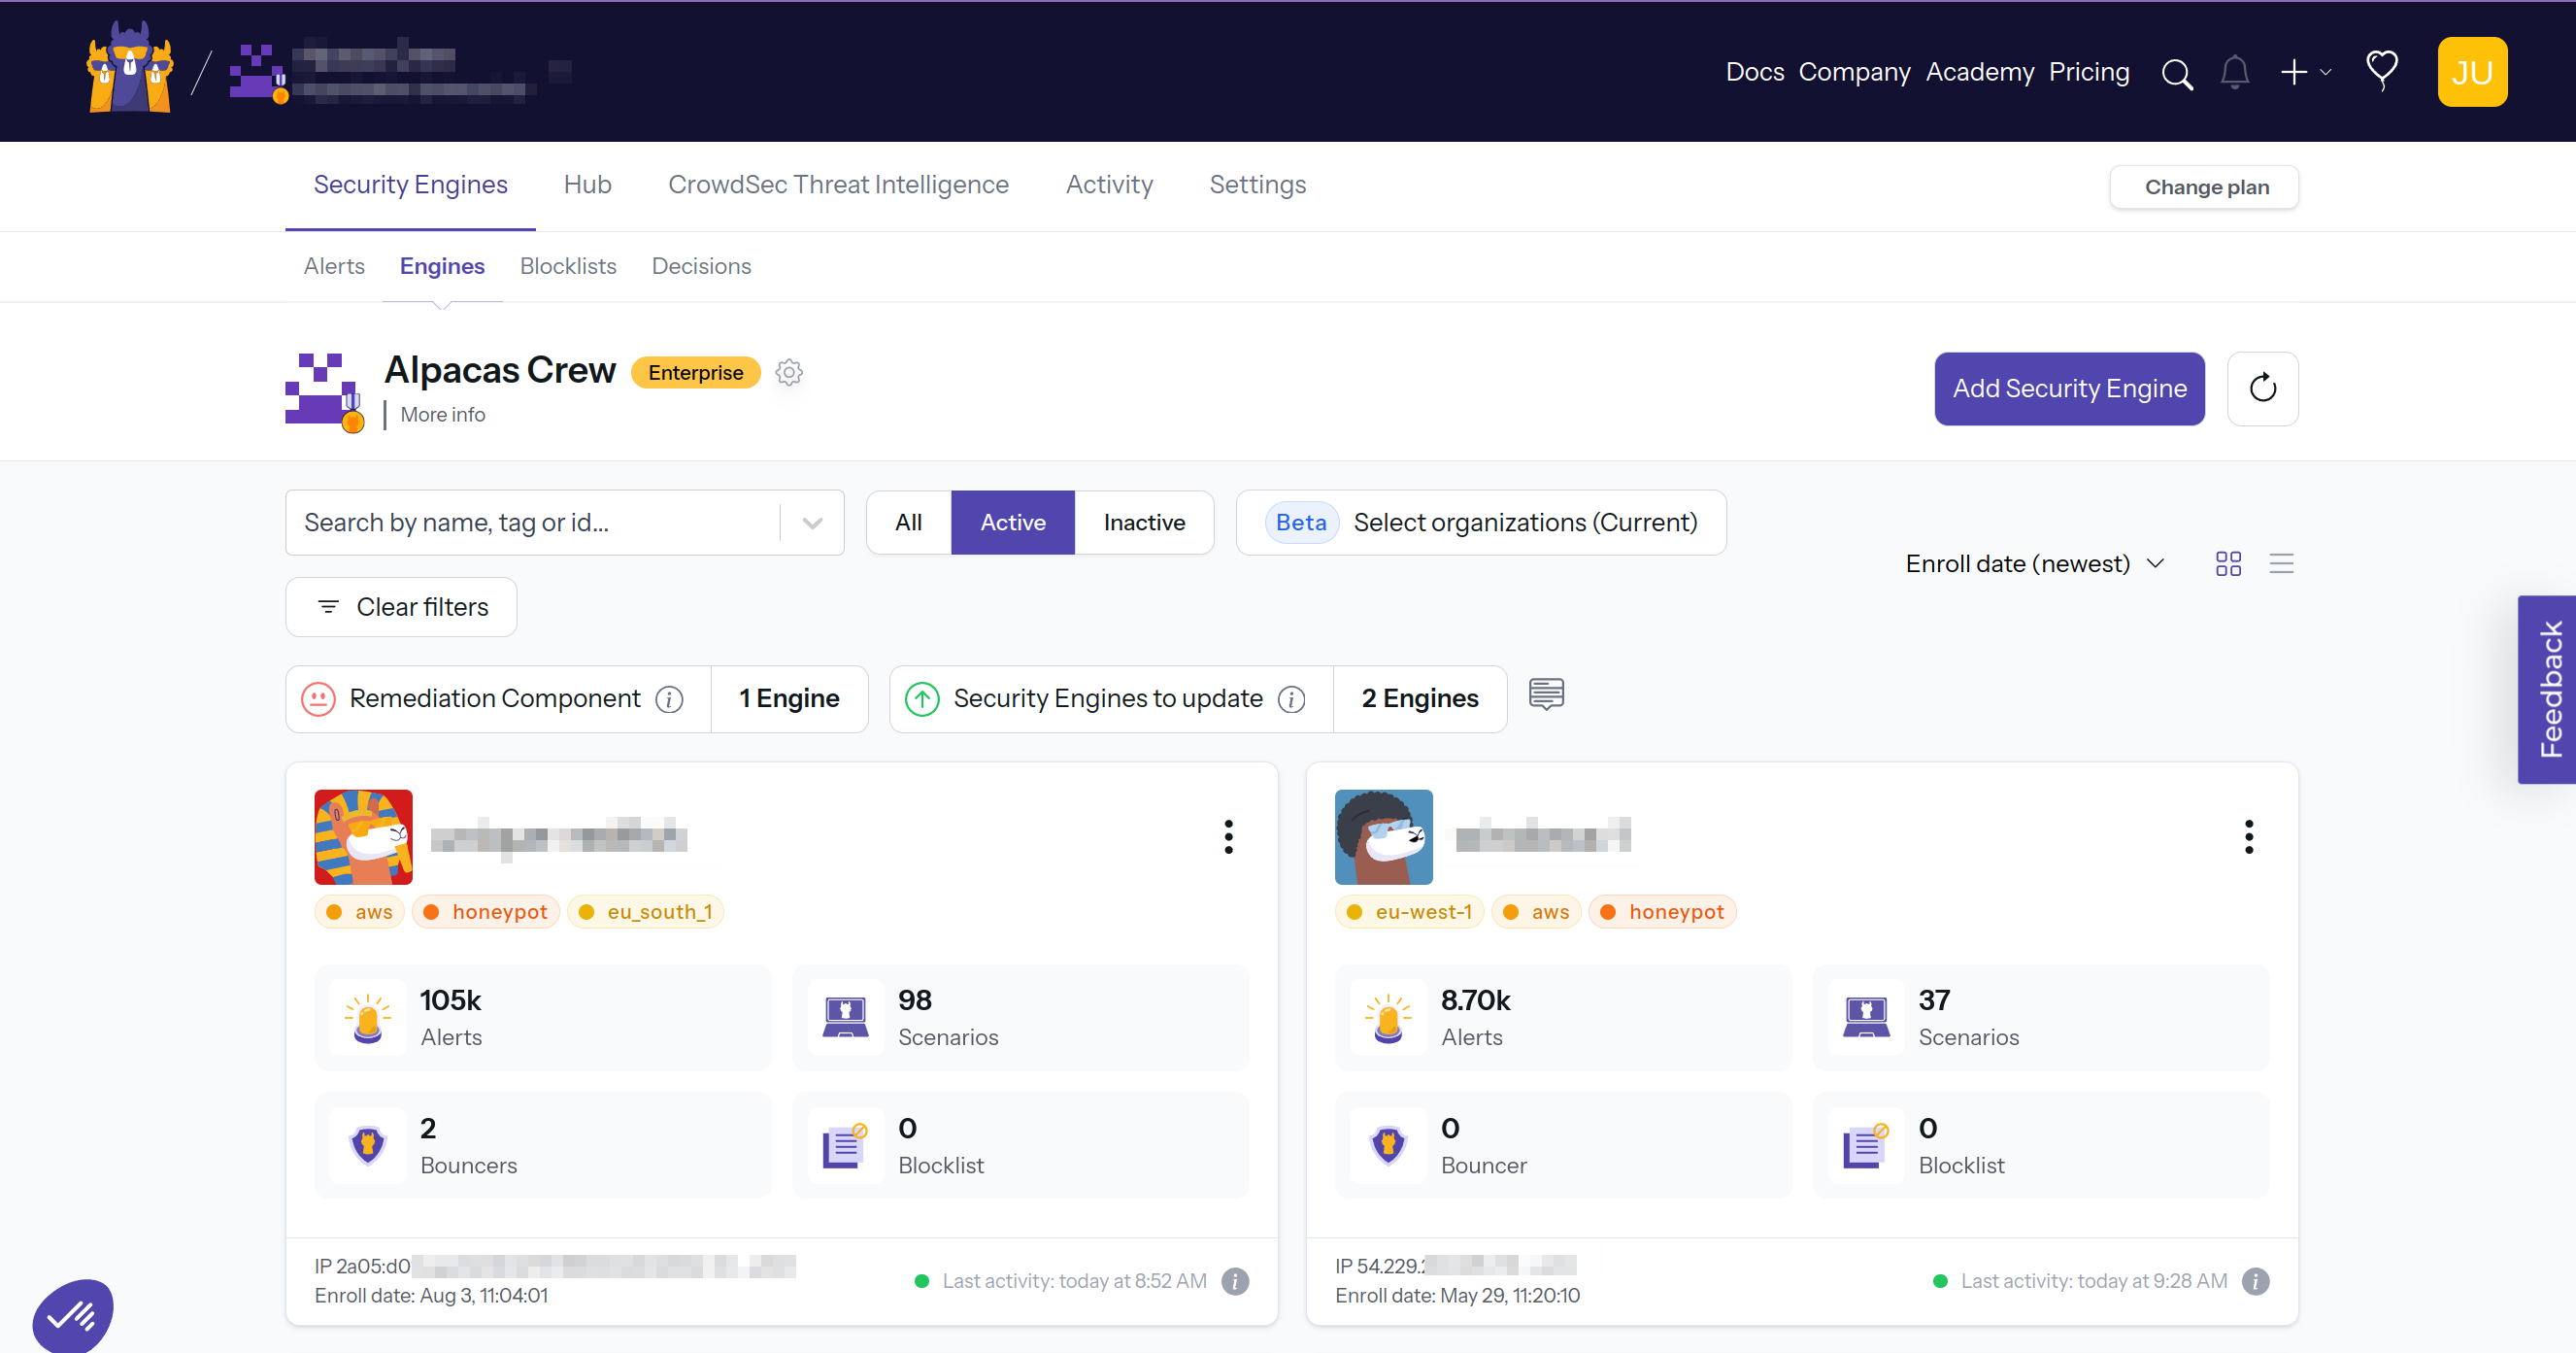 Docs Company Academy Pricing JU
Security Engines Hub CrowdSec Threat Intelligence Activity Settings Change plan
Alerts Engines Blocklists Decisions
Alpacas Crew Enterprise
More info
Add Security Engine
Search by name, tag or id...
All Active Inactive
Beta Select organizations (Current)
Enroll date (newest)
Clear filters
Feedback
Remediation Component 1 Engine
Security Engines to update 2 Engines
aws honeypot eu_south_1
105k
Alerts
98
Scenarios
2
Bouncers
0
Blocklist
IP 2a05:d0
Enroll date: Aug 3, 11:04:01
Last activity: today at 8:52 AM
eu-west-1 aws honeypot
8.70k
Alerts
37
Scenarios
0
Bouncer
0
Blocklist
IP 54.229.
Enroll date: May 29, 11:20:10
Last activity: today at 9:28 AM